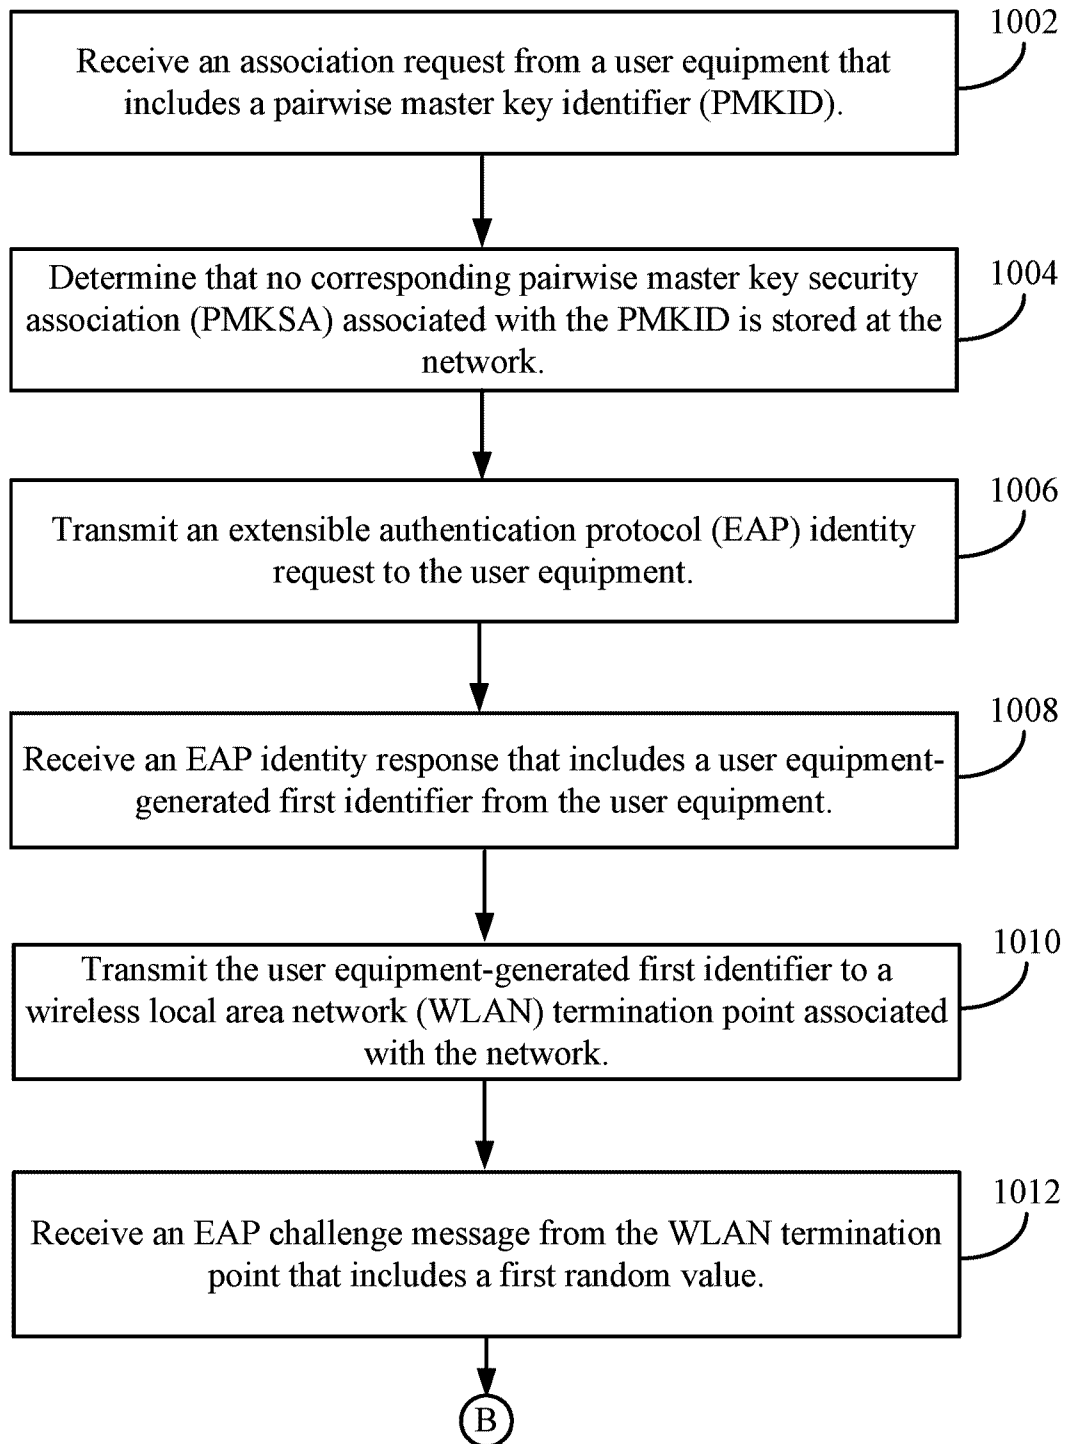 1002
Receive an association request from a user equipment that
includes a pairwise master key identifier (PMKID).
1004
Determine that no corresponding pairwise master key security
association (PMKSA) associated with the PMKID is stored at the
network.
1006
Transmit an extensible authentication protocol (EAP) identity
request to the user equipment.
1008
Receive an EAP identity response that includes a user equipment-
generated first identifier from the user equipment.
1010
Transmit the user equipment-generated first identifier to a
wireless local area network (WLAN) termination point associated
with the network.
1012
Receive an EAP challenge message from the WLAN termination
point that includes a first random value.
B